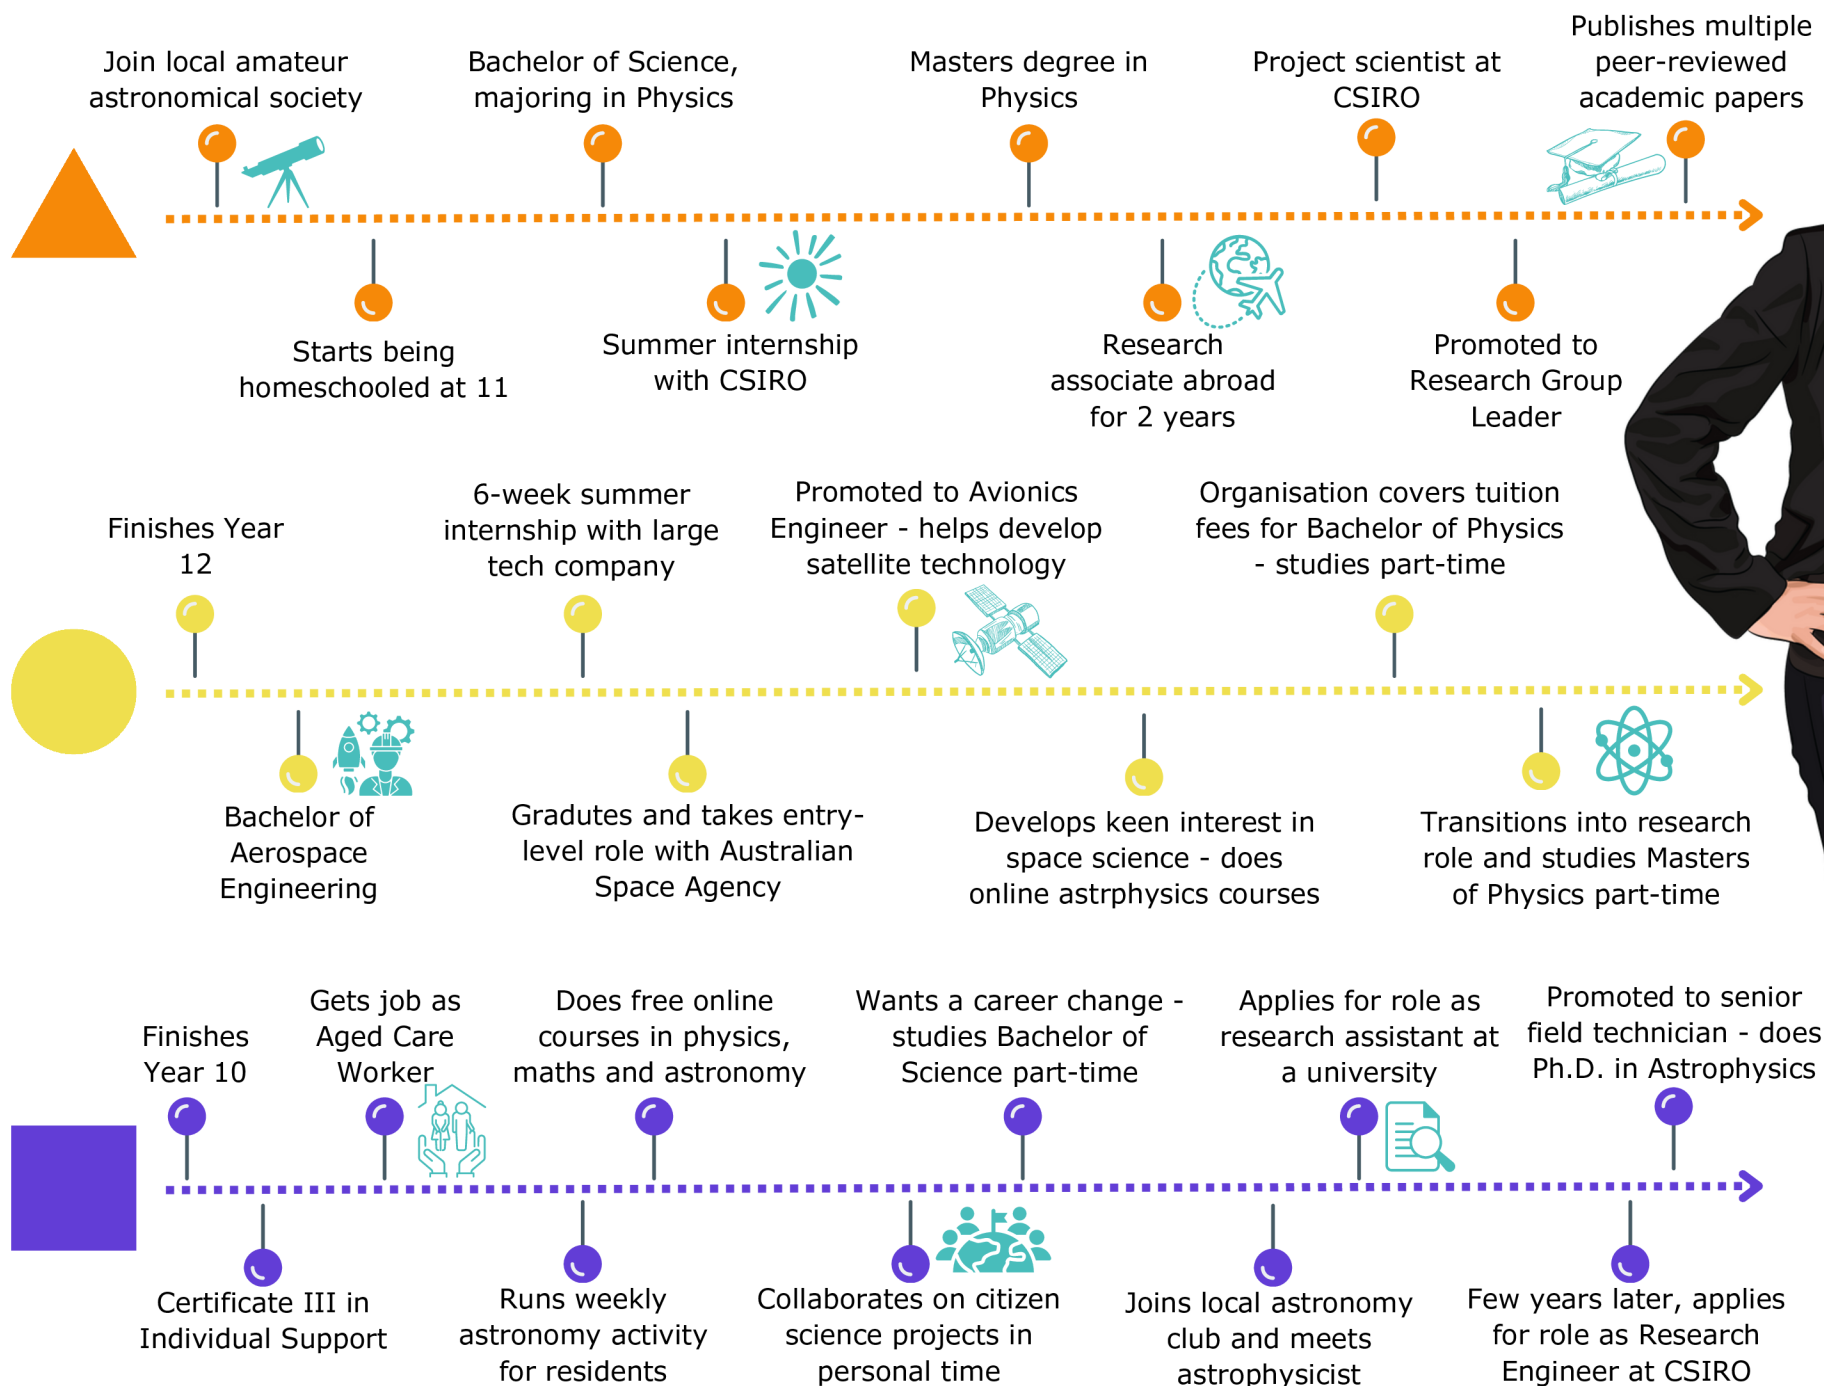 Join local amateur
astronomical society
Starts being
homeschooled at 11
Bachelor of Science,
majoring in Physics
Summer internship
with CSIRO
Masters degree in
Physics
Research
associate abroad
for 2 years
Project scientist at
CSIRO
Promoted to
Research Group
Leader
Publishes multiple
peer-reviewed
academic papers
Finishes Year
12
Bachelor of
Aerospace
Engineering
6-week summer
internship with large
tech company
Gradutes and takes entry-
level role with Australian
Space Agency
Promoted to Avionics
Engineer - helps develop
satellite technology
Develops keen interest in
space science - does
online astrphysics courses
Organisation covers tuition
fees for Bachelor of Physics
- studies part-time
Transitions into research
role and studies Masters
of Physics part-time
Finishes
Year 10
Certificate III in
Individual Support
Gets job as
Aged Care
Worker
Runs weekly
astronomy activity
for residents
Does free online
courses in physics,
maths and astronomy
Collaborates on citizen
science projects in
personal time
Wants a career change -
studies Bachelor of
Science part-time
Joins local astronomy
club and meets
astrophysicist
Applies for role as
research assistant at
a university
Few years later, applies
for role as Research
Engineer at CSIRO
Promoted to senior
field technician - does
Ph.D. in Astrophysics